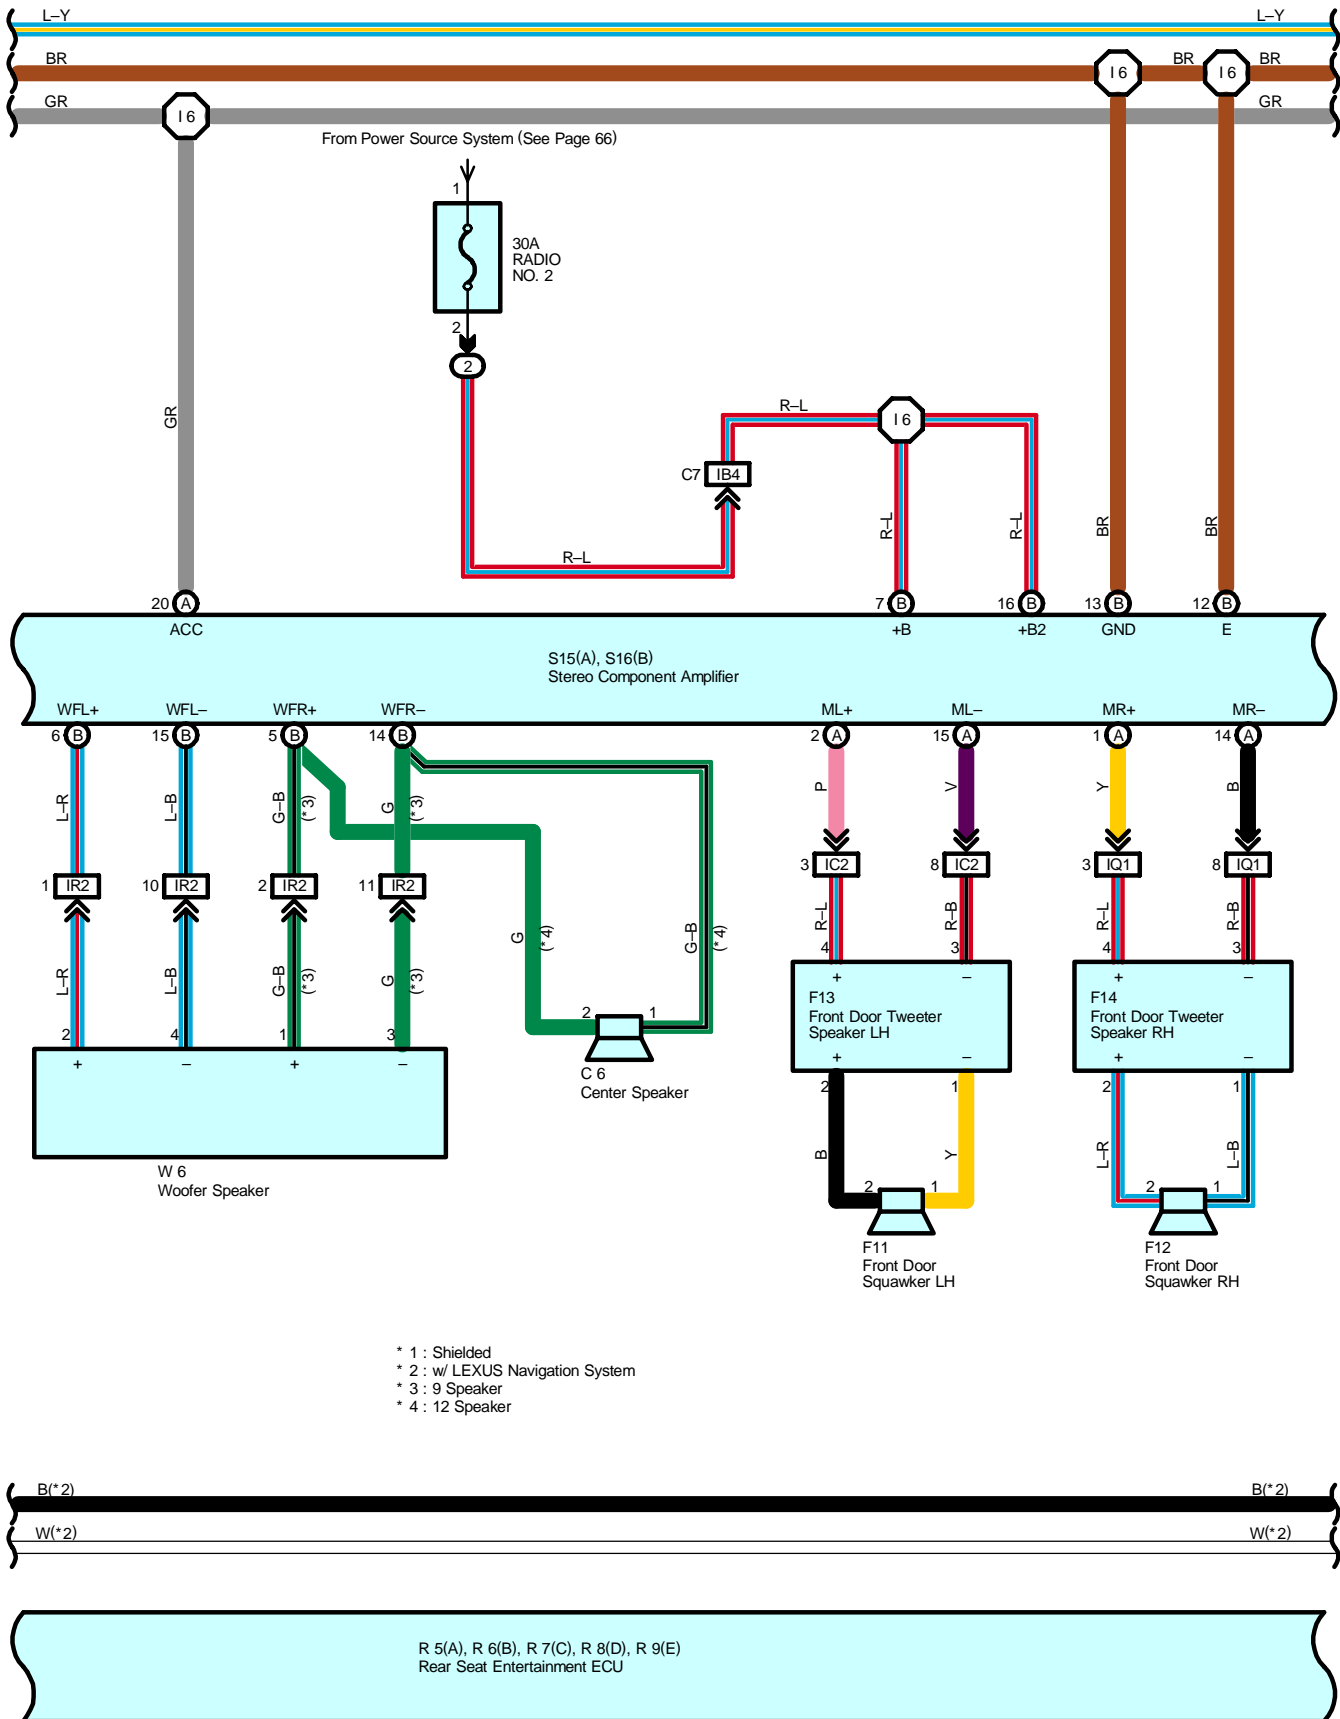 L–Y L–Y
BR BR BR
I 6 I 6
GR GR
I 6
From Power Source System (See Page 66)
1
30A
RADIO
NO. 2
2
2
GR
R–L
I 6
C7 IB4
R–L
R–L
R–L
BR
BR
20 A 7 B 16 B 13 B 12 B
ACC +B +B2 GND E
S15(A), S16(B)
Stereo Component Amplifier
WFL+ WFL– WFR+ WFR– ML+ ML– MR+ MR–
6 B 15 B 5 B 14 B 2 A 15 A 1 A 14 A
L–R L–B G–B (*3) G (*3) P V Y B
3 IC2 8 IC2 3 IQ1 8 IQ1
1 IR2 10 IR2 2 IR2 11 IR2
R–L R–B R–L R–B
G (*4) G–B (*4)
4 3 4 3
L–R L–B G–B (*3) G (*3)
+ – + –
F13
Front Door Tweeter
Speaker LH
F14
Front Door Tweeter
Speaker RH
2 1
2 4 1 3
+ – + –
+ – + –
C 6
Center Speaker
2 1 2 1
W 6
Woofer Speaker
B Y L–R L–B
2 1 2 1
F11
Front Door
Squawker LH
F12
Front Door
Squawker RH
* 1 : Shielded
* 2 : w/ LEXUS Navigation System
* 3 : 9 Speaker
* 4 : 12 Speaker
B(*2) B(*2)
W(*2) W(*2)
R 5(A), R 6(B), R 7(C), R 8(D), R 9(E)
Rear Seat Entertainment ECU